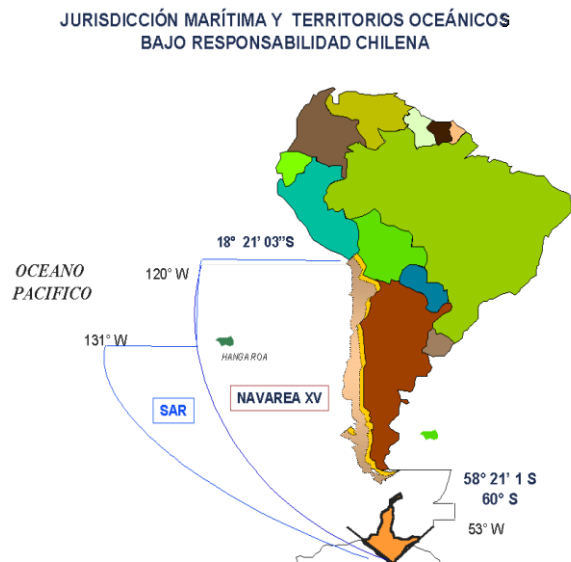 JURISDICCIÓN MARÍTIMA Y TERRITORIOS OCEÁNICOS
BAJO RESPONSABILIDAD CHILENA
18° 21' 03"S
OCEANO
PACIFICO
120° W
131° W
HANGA ROA
SAR
NAVAREA XV
58° 21' 1 S
60° S
53° W